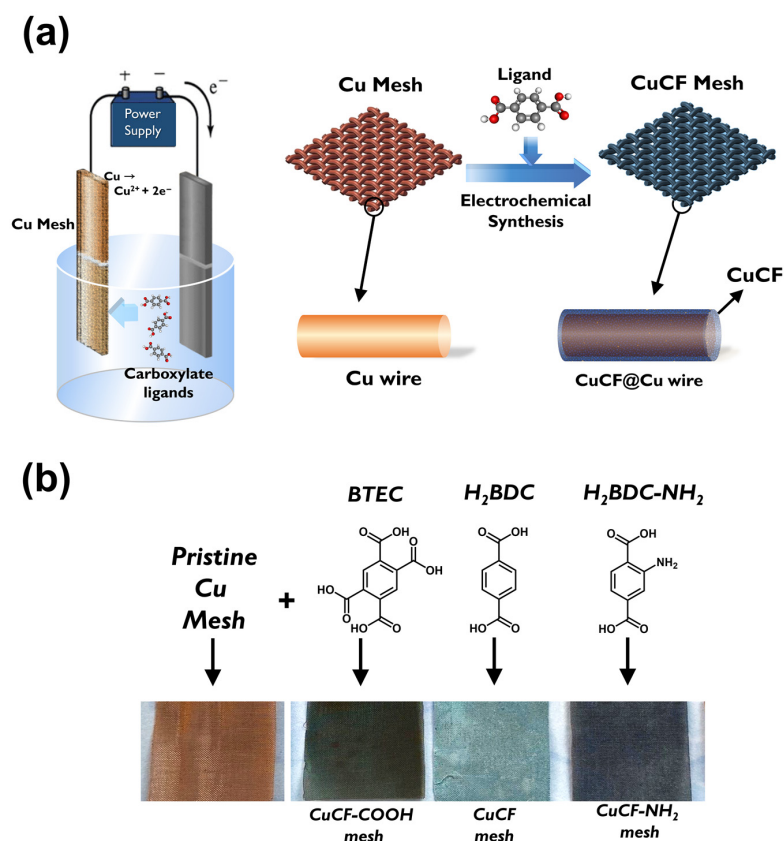 (a)
+ −
e⁻
Power
Supply
Cu →
Cu²⁺ + 2e⁻
Cu Mesh
Carboxylate
ligands
Cu Mesh
Ligand
CuCF Mesh
Electrochemical
Synthesis
CuCF
Cu wire
CuCF@Cu wire
(b)
BTEC
H₂BDC
H₂BDC-NH₂
Pristine
Cu
Mesh
+
O
OH
O
OH
HO
O
HO
O
O
OH
HO
O
O
OH
NH₂
HO
O
CuCF-COOH
mesh
CuCF
mesh
CuCF-NH₂
mesh